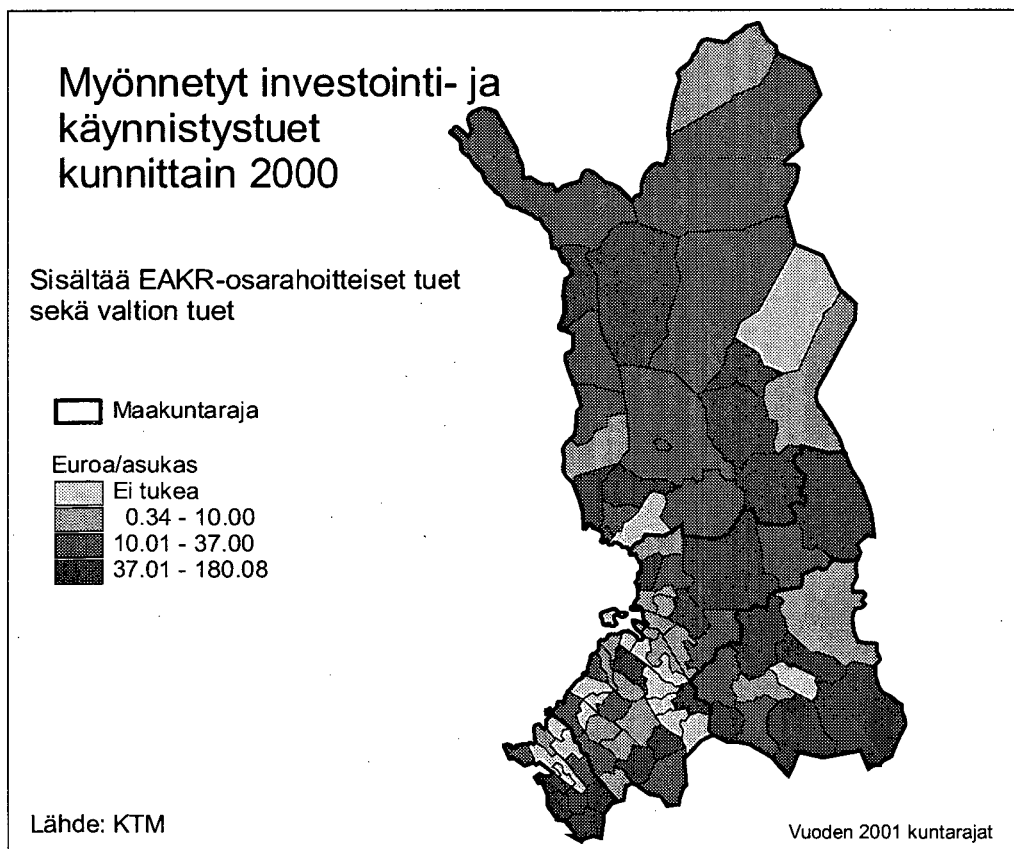 Myönnetyt investointi- ja
käynnistystuet
kunnittain 2000
Sisältää EAKR-osarahoitteiset tuet
sekä valtion tuet
Maakuntaraja
Euroa/asukas
Ei tukea
0.34 - 10.00
10.01 - 37.00
37.01 - 180.08
Lähde: KTM
Vuoden 2001 kuntarajat